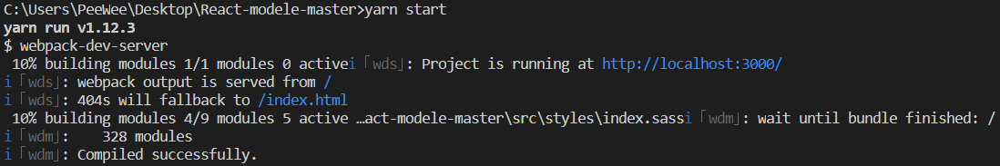 C:\Users\PeeWee\Desktop\React-modele-master>yarn start
yarn run v1.12.3
$ webpack-dev-server
 10% building modules 1/1 modules 0 activei ｢wds｣: Project is running at http://localhost:3000/
i ｢wds｣: webpack output is served from /
i ｢wds｣: 404s will fallback to /index.html
 10% building modules 4/9 modules 5 active …act-modele-master\src\styles\index.sassi ｢wdm｣: wait until bundle finished: /
i ｢wdm｣:    328 modules
i ｢wdm｣: Compiled successfully.